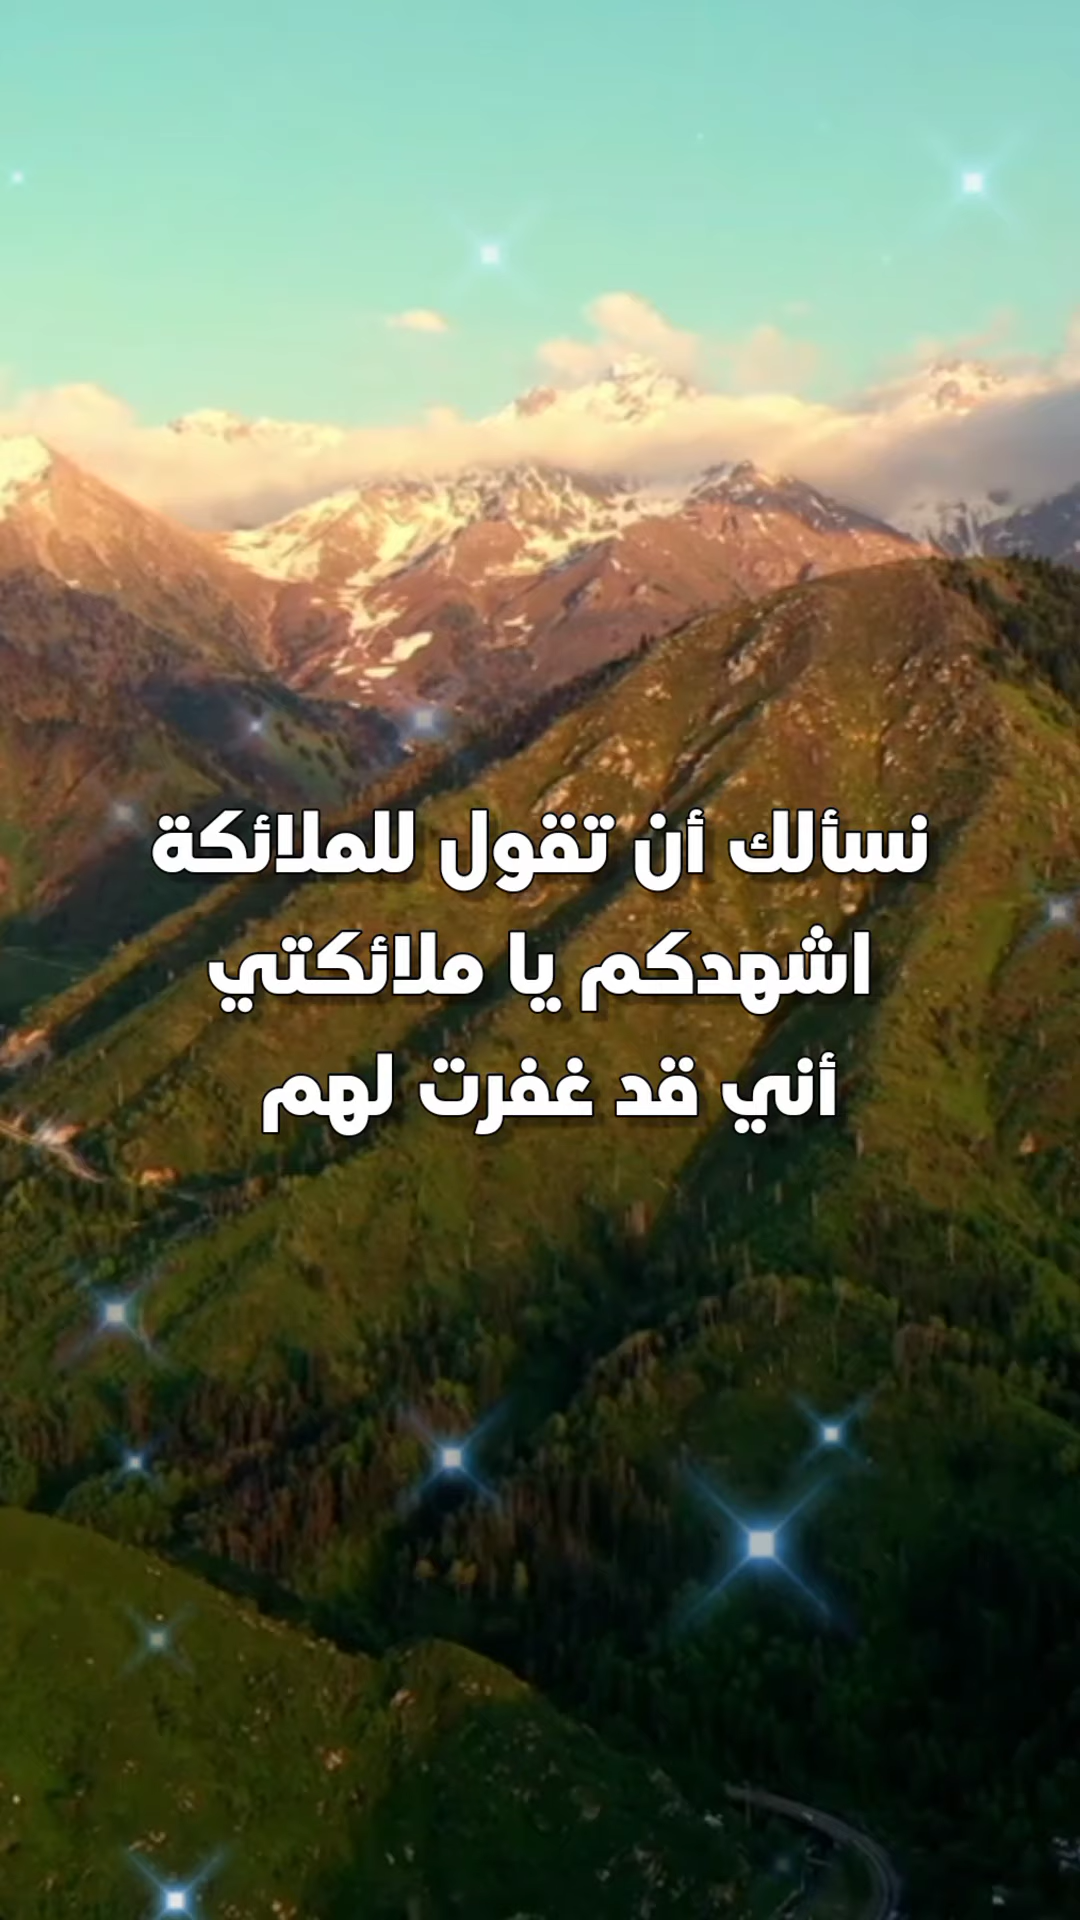 نسألك أن تقول للملائكة
اشهدكم يا ملائكتي
أني قد غفرت لهم